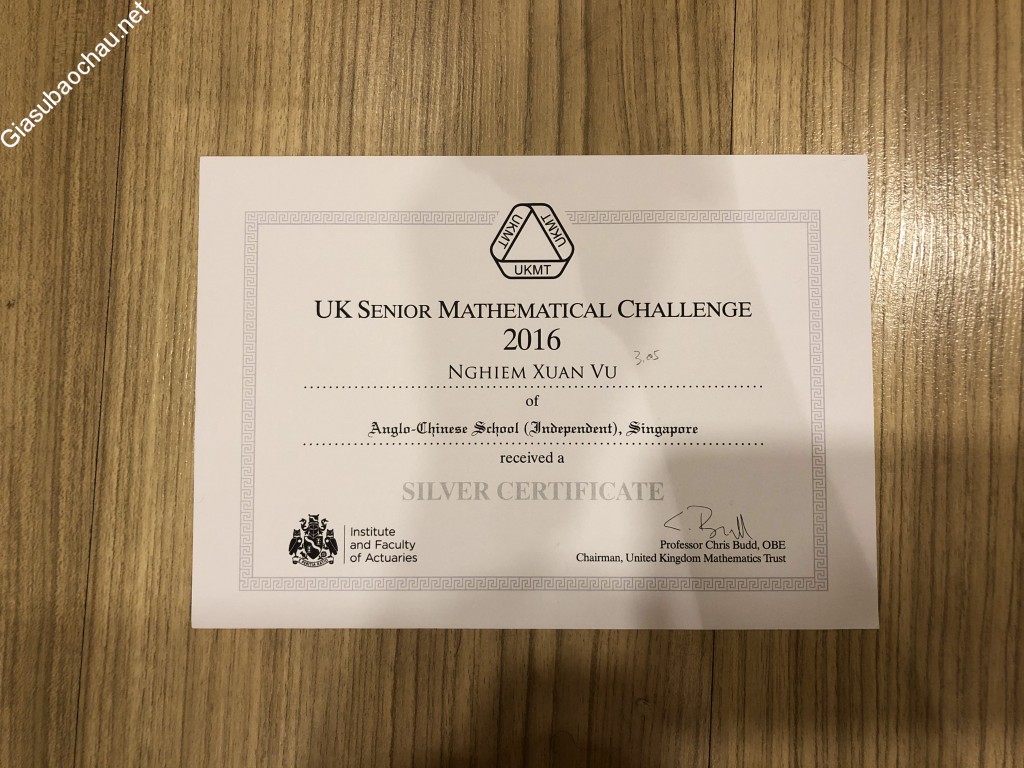 Giasubaochau.net
UKMT UKMT
UKMT
UK SENIOR MATHEMATICAL CHALLENGE
2016
3.05
NGHIEM XUAN VU
of
Anglo-Chinese School (Independent), Singapore
received a
SILVER CERTIFICATE
Institute
and Faculty
of Actuaries
C. Budd
Professor Chris Budd, OBE
Chairman, United Kingdom Mathematics Trust